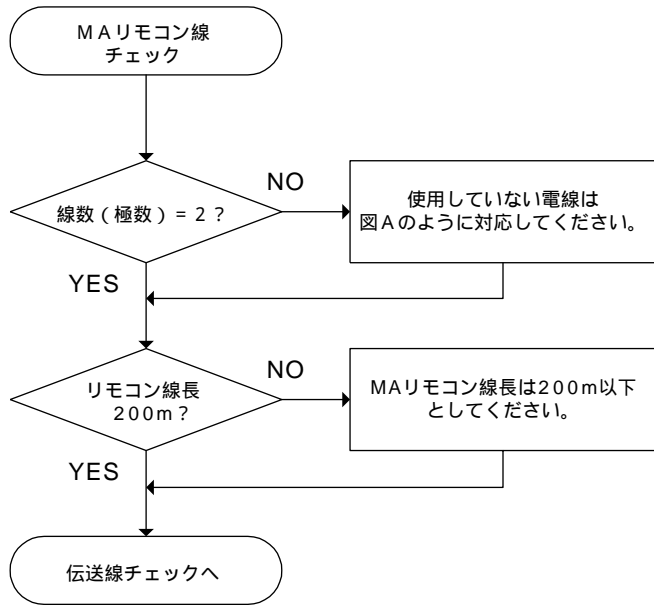 MAリモコン線
チェック
線数(極数)=2?
NO
使用していない電線は
図Aのように対応してください。
YES
リモコン線長
200m?
NO
MAリモコン線長は200m以下
としてください。
YES
伝送線チェックへ